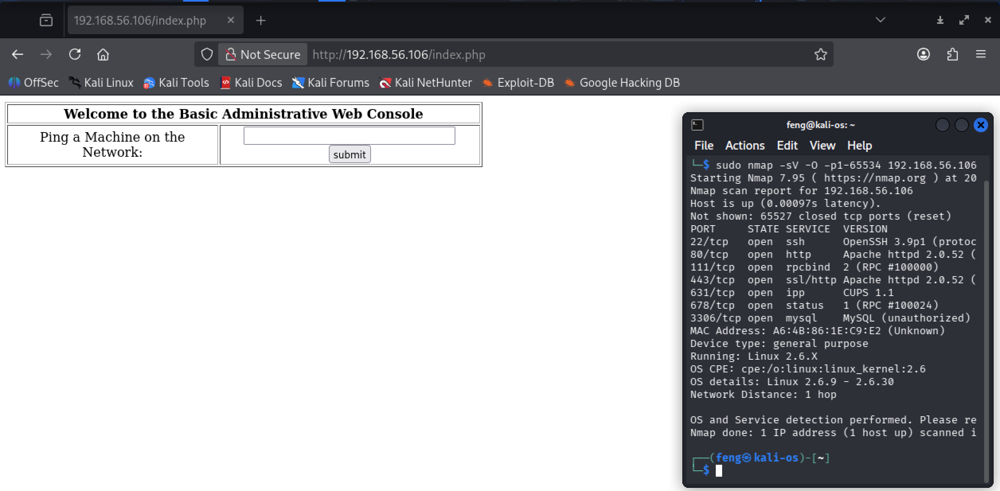 192.168.56.106/index.php
Not Secure http://192.168.56.106/index.php
OffSec Kali Linux Kali Tools Kali Docs Kali Forums Kali NetHunter Exploit-DB Google Hacking DB
Welcome to the Basic Administrative Web Console
Ping a Machine on the
Network:
submit
feng@kali-os: ~
File Actions Edit View Help
└─$ sudo nmap -sV -O -p1-65534 192.168.56.106
Starting Nmap 7.95 ( https://nmap.org ) at 20
Nmap scan report for 192.168.56.106
Host is up (0.00097s latency).
Not shown: 65527 closed tcp ports (reset)
PORT STATE SERVICE VERSION
22/tcp open ssh OpenSSH 3.9p1 (protoc
80/tcp open http Apache httpd 2.0.52 (
111/tcp open rpcbind 2 (RPC #100000)
443/tcp open ssl/http Apache httpd 2.0.52 (
631/tcp open ipp CUPS 1.1
678/tcp open status 1 (RPC #100024)
3306/tcp open mysql MySQL (unauthorized)
MAC Address: A6:4B:86:1E:C9:E2 (Unknown)
Device type: general purpose
Running: Linux 2.6.X
OS CPE: cpe:/o:linux:linux_kernel:2.6
OS details: Linux 2.6.9 - 2.6.30
Network Distance: 1 hop
OS and Service detection performed. Please re
Nmap done: 1 IP address (1 host up) scanned i
┌──(feng㉿kali-os)-[~]
└─$